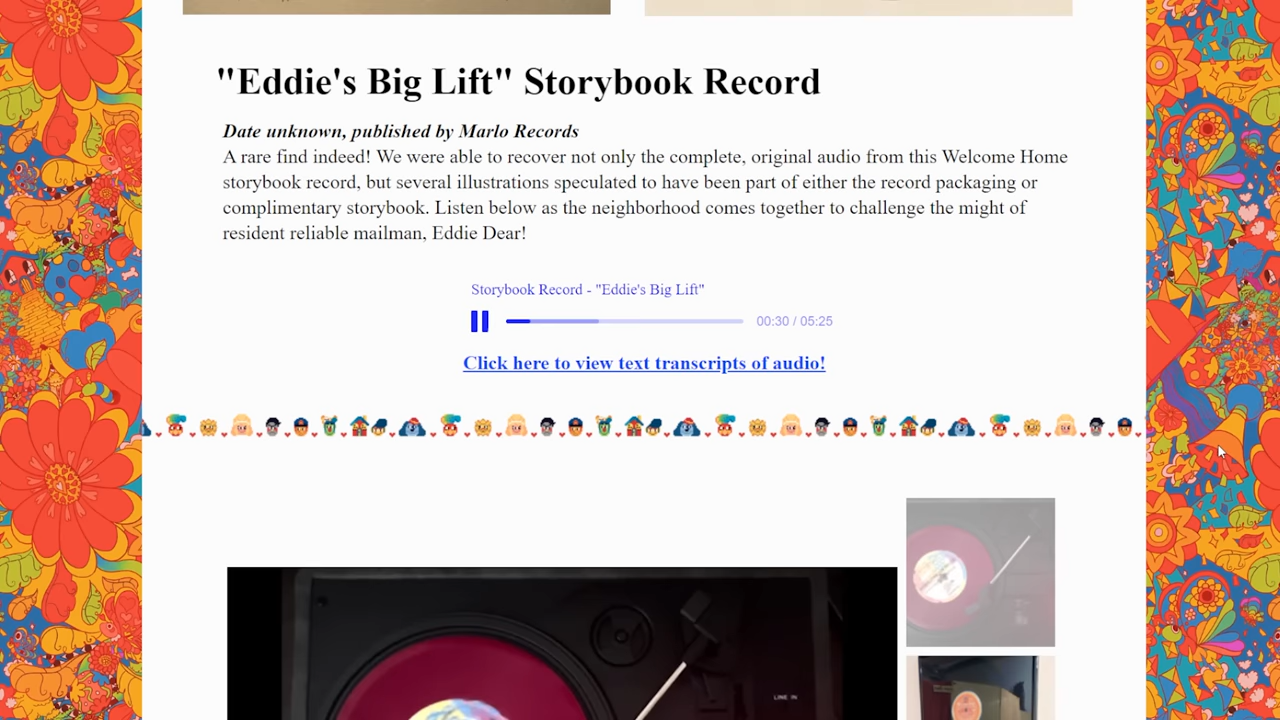 "Eddie's Big Lift" Storybook Record
Date unknown, published by Marlo Records
A rare find indeed! We were able to recover not only the complete, original audio from this Welcome Home
storybook record, but several illustrations speculated to have been part of either the record packaging or
complimentary storybook. Listen below as the neighborhood comes together to challenge the might of
resident reliable mailman, Eddie Dear!
Storybook Record - "Eddie's Big Lift"
00:30 / 05:25
Click here to view text transcripts of audio!
LINE IN